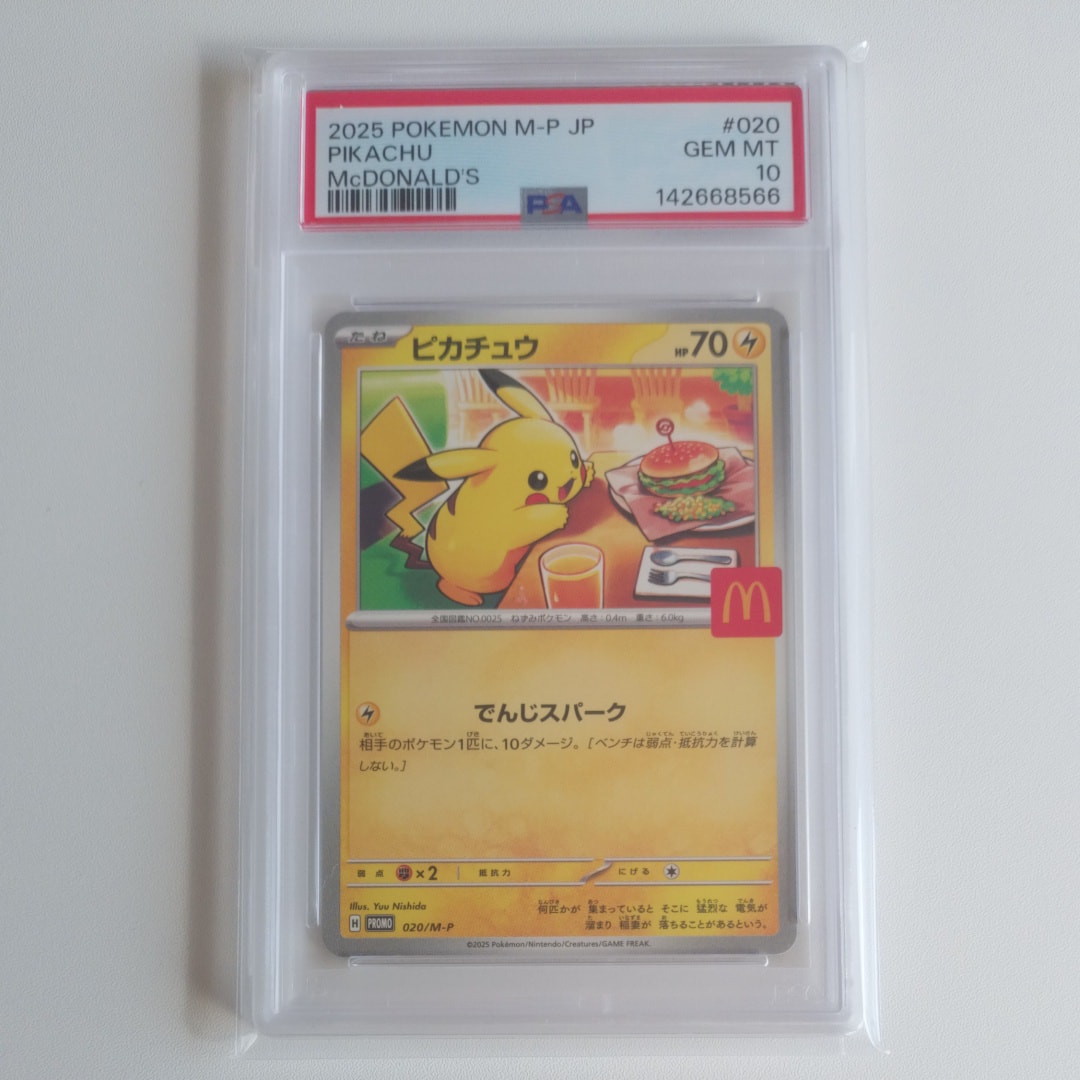 2025 POKEMON M-P JP #020
PIKACHU GEM MT
McDONALD'S 10
PSA 142668566
たね ピカチュウ HP70
全国図鑑NO.0025 ねずみポケモン 高さ:0.4m 重さ:6.0kg
でんじスパーク
相手のポケモン1匹に、10ダメージ。[ベンチは弱点・抵抗力を計算
しない。]
弱点 ×2 抵抗力 にげる
Illus. Yuu Nishida
何匹かが 集まっていると そこに 猛烈な 電気が
溜まり 稲妻が 落ちることがあるという。
H PROMO 020/M-P
©2025 Pokémon/Nintendo/Creatures/GAME FREAK.